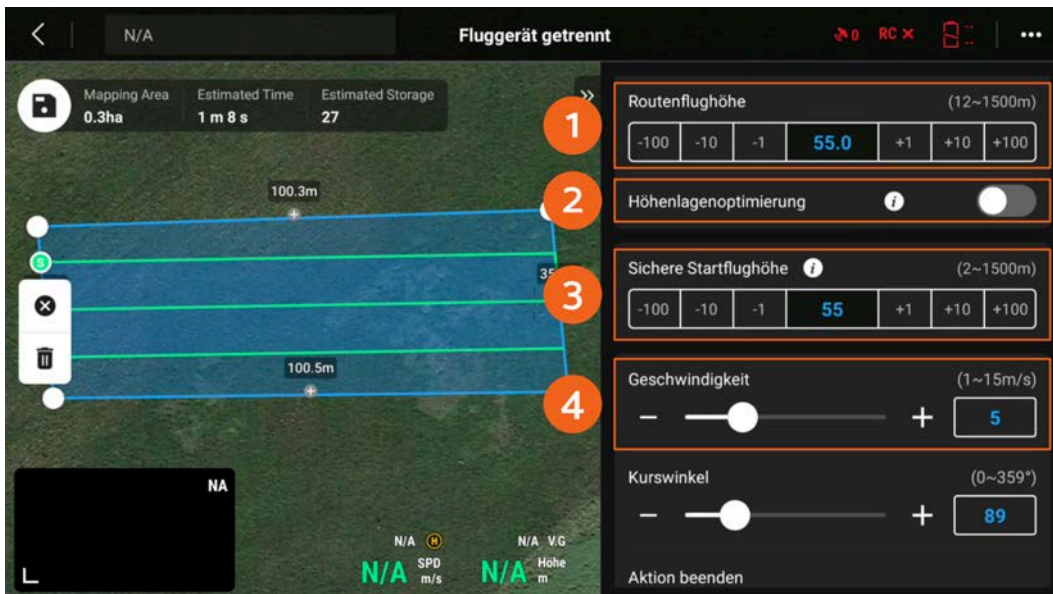 N/A
Fluggerät getrennt
0 RC
Mapping Area Estimated Time Estimated Storage
0.3ha 1 m 8 s 27
100.3m
S
35
100.5m
NA
N/A H N/A V.G
N/A SPD m/s N/A Höhe m
1
Routenflughöhe (12~1500m)
-100 -10 -1 55.0 +1 +10 +100
2
Höhenlagenoptimierung i
3
Sichere Startflughöhe i (2~1500m)
-100 -10 -1 55 +1 +10 +100
4
Geschwindigkeit (1~15m/s)
− + 5
Kurswinkel (0~359°)
− + 89
Aktion beenden